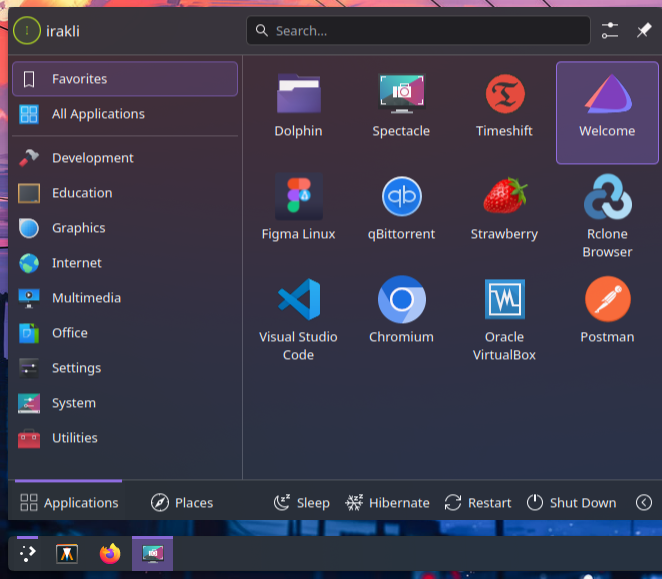 irakli
Search...
Favorites
All Applications
Development
Education
Graphics
Internet
Multimedia
Office
Settings
System
Utilities
Dolphin
Spectacle
Timeshift
Welcome
Figma Linux
qBittorrent
Strawberry
Rclone
Browser
Visual Studio
Code
Chromium
Oracle
VirtualBox
Postman
Applications
Places
Sleep
Hibernate
Restart
Shut Down